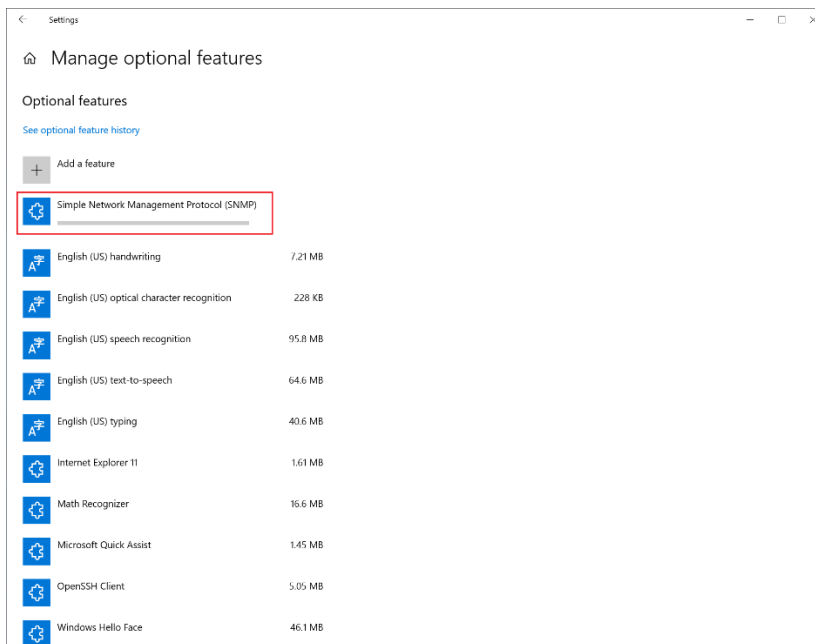 Settings
Manage optional features
Optional features
See optional feature history
Add a feature
Simple Network Management Protocol (SNMP)
English (US) handwriting 7.21 MB
English (US) optical character recognition 228 KB
English (US) speech recognition 95.8 MB
English (US) text-to-speech 64.6 MB
English (US) typing 40.6 MB
Internet Explorer 11 1.61 MB
Math Recognizer 16.6 MB
Microsoft Quick Assist 1.45 MB
OpenSSH Client 5.05 MB
Windows Hello Face 46.1 MB